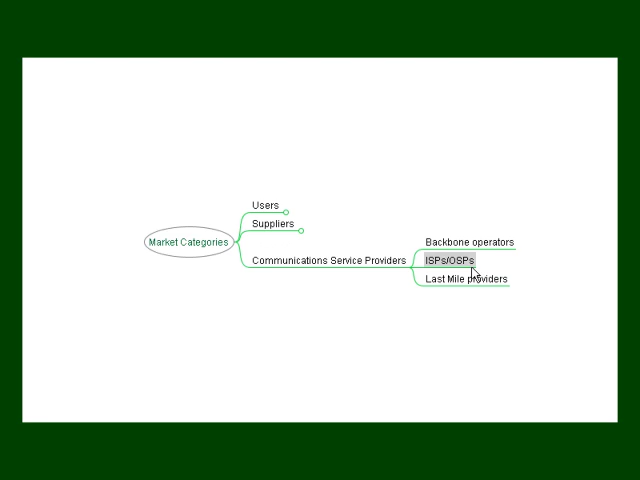 Users
Suppliers
Market Categories
Communications Service Providers
Backbone operators
ISPs/OSPs
Last Mile providers